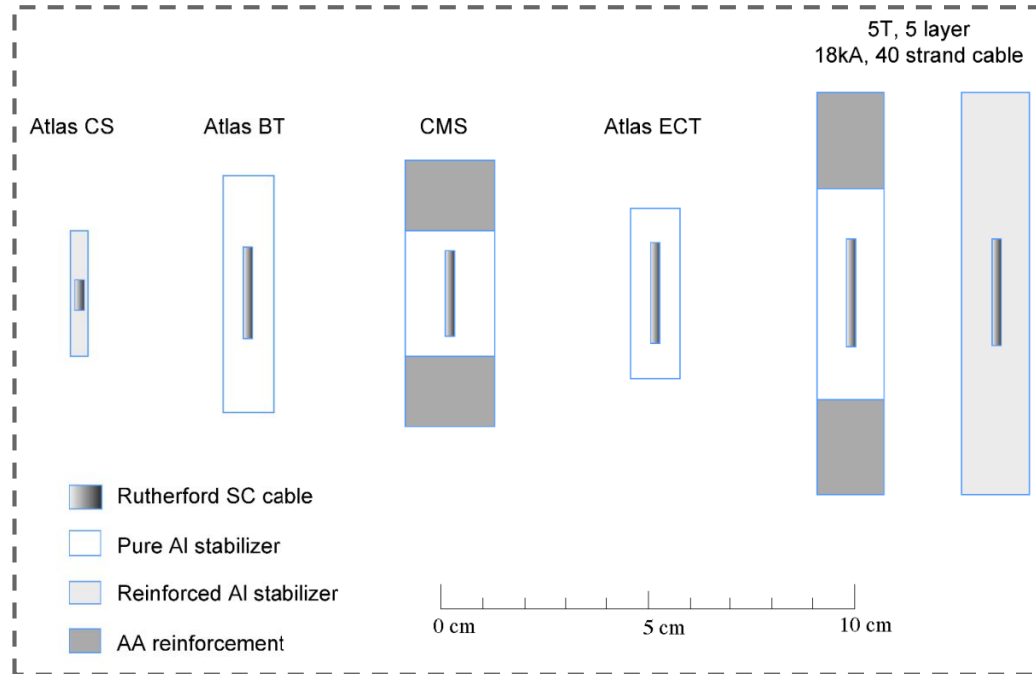 5T, 5 layer
18kA, 40 strand cable
Atlas CS
Atlas BT
CMS
Atlas ECT
Rutherford SC cable
Pure Al stabilizer
Reinforced Al stabilizer
AA reinforcement
0 cm
5 cm
10 cm